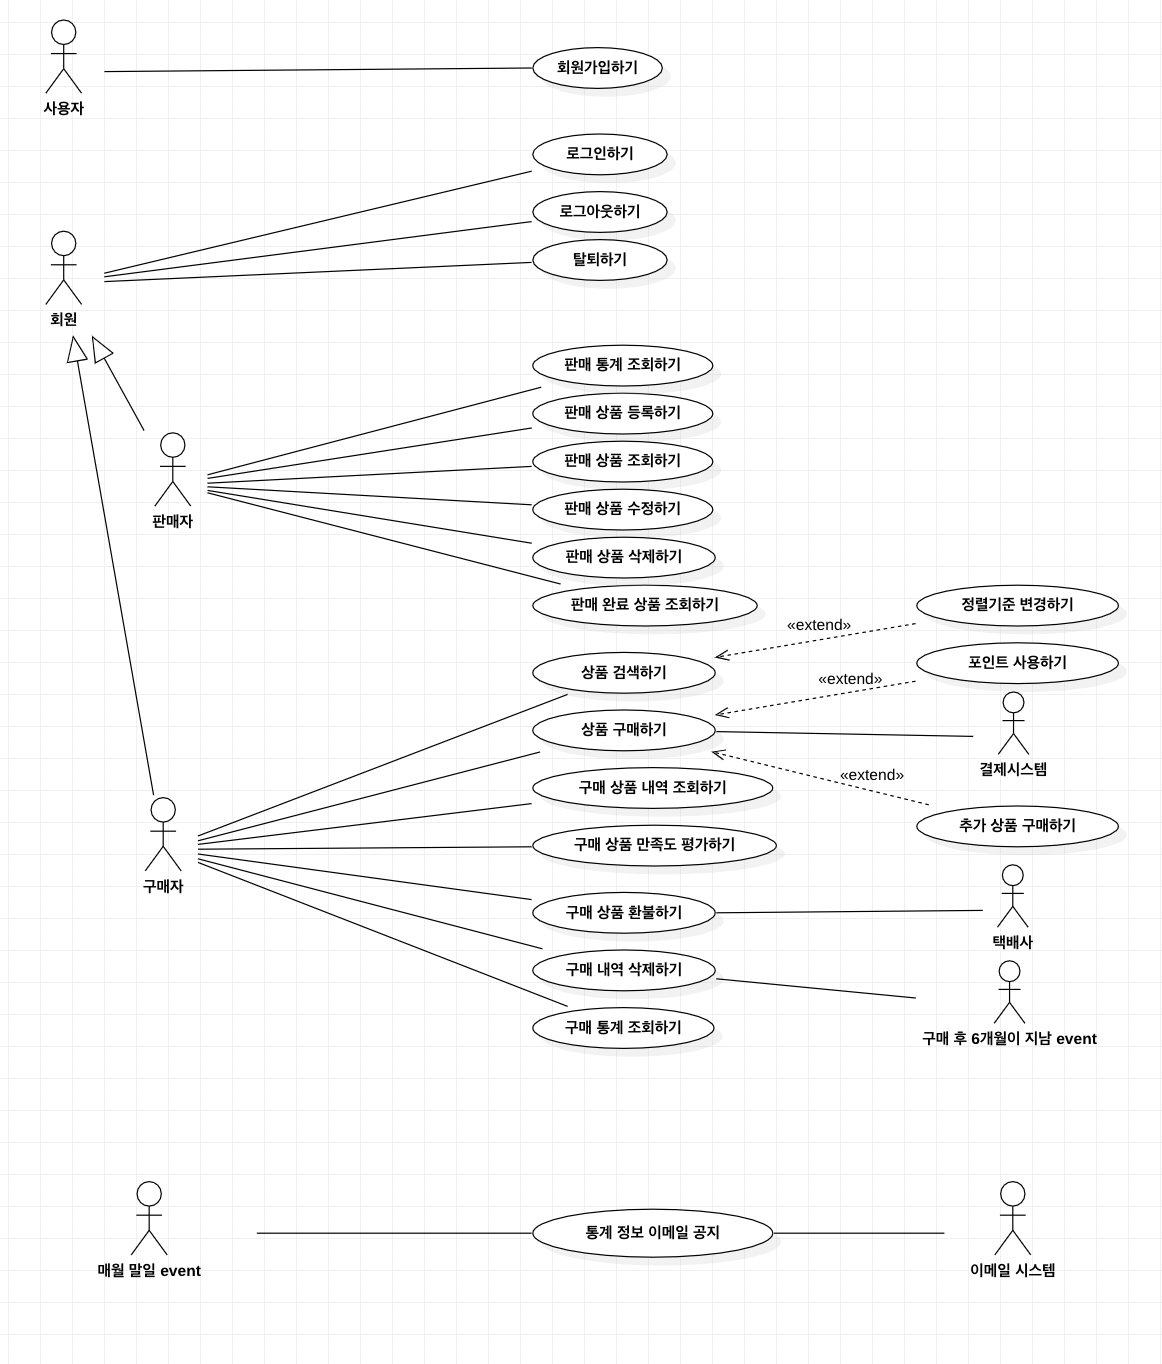 사용자
회원가입하기
로그인하기
로그아웃하기
탈퇴하기
회원
판매 통계 조회하기
판매 상품 등록하기
판매 상품 조회하기
판매 상품 수정하기
판매자
판매 상품 삭제하기
판매 완료 상품 조회하기
정렬기준 변경하기
«extend»
상품 검색하기
포인트 사용하기
«extend»
상품 구매하기
결제시스템
«extend»
구매 상품 내역 조회하기
추가 상품 구매하기
구매 상품 만족도 평가하기
구매자
구매 상품 환불하기
택배사
구매 내역 삭제하기
구매 통계 조회하기
구매 후 6개월이 지남 event
통계 정보 이메일 공지
매월 말일 event
이메일 시스템